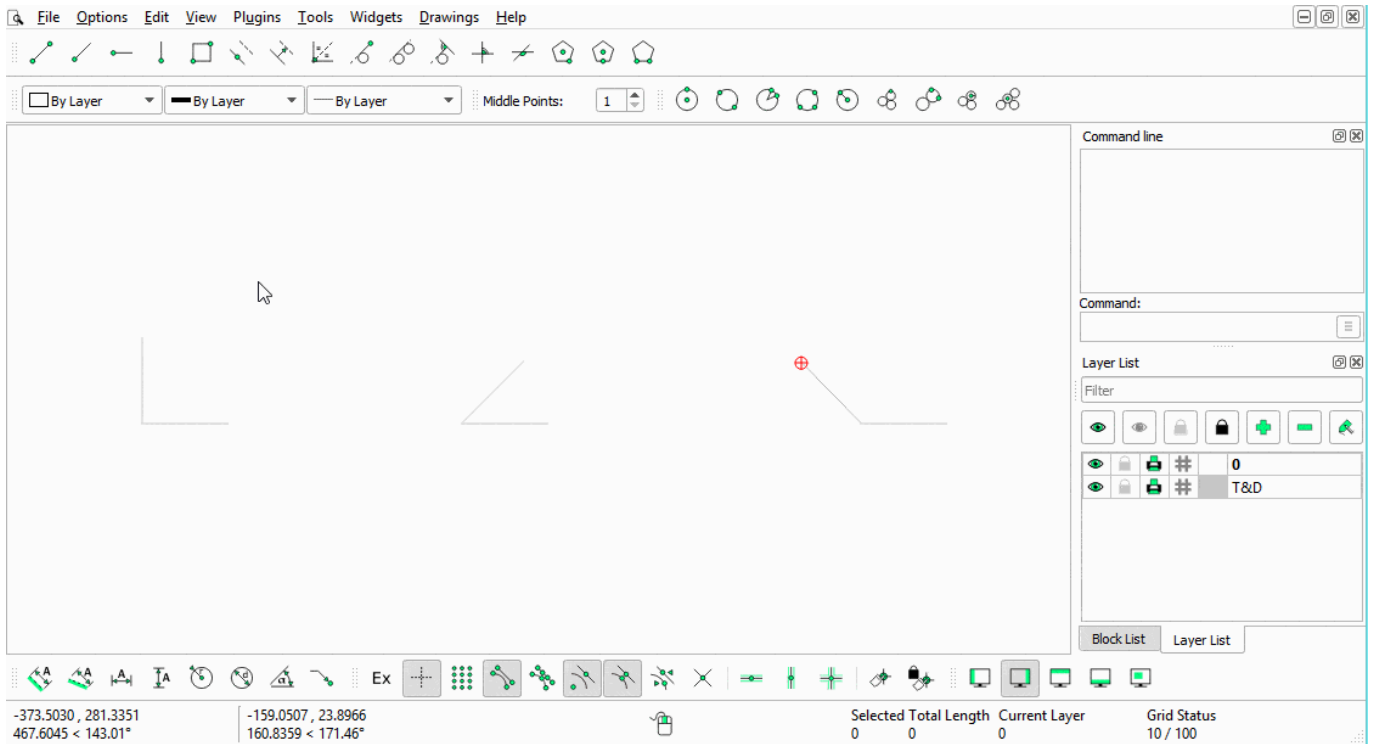 File Options Edit View Plugins Tools Widgets Drawings Help
By Layer By Layer By Layer Middle Points: 1
Command line
Command:
Layer List
Filter
0
T&D
Block List Layer List
A A A A Ex
-373.5030 , 281.3351 -159.0507 , 23.8966 Selected Total Length Current Layer Grid Status
467.6045 < 143.01° 160.8359 < 171.46° 0 0 0 10 / 100